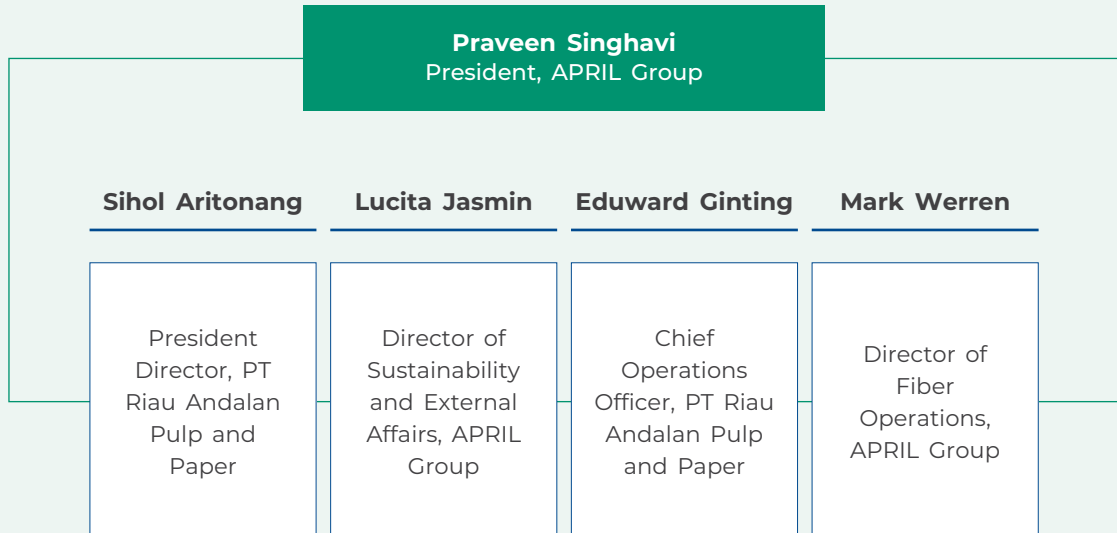 Praveen Singhavi
President, APRIL Group
Sihol Aritonang
Lucita Jasmin
Eduward Ginting
Mark Werren
President
Director, PT
Riau Andalan
Pulp and
Paper
Director of
Sustainability
and External
Affairs, APRIL
Group
Chief
Operations
Officer, PT Riau
Andalan Pulp
and Paper
Director of
Fiber
Operations,
APRIL Group